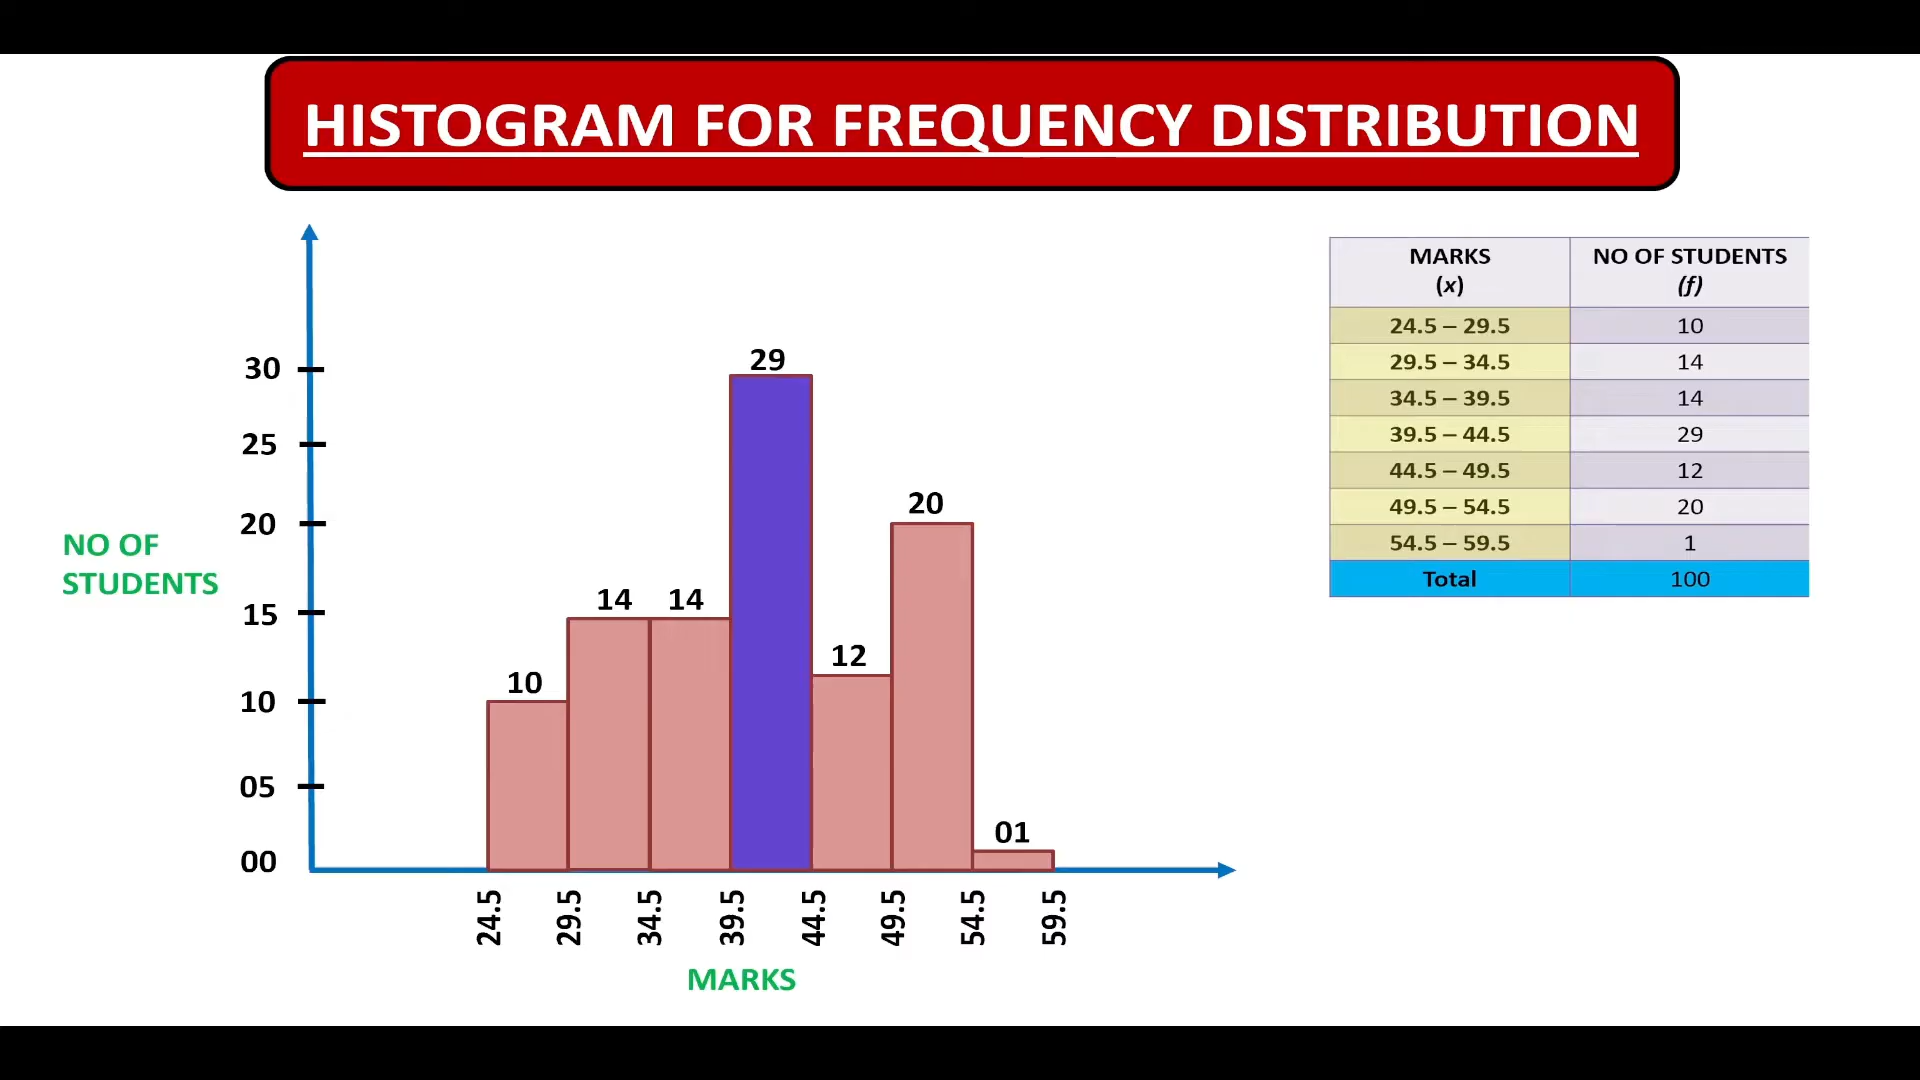 HISTOGRAM FOR FREQUENCY DISTRIBUTION
NO OF
STUDENTS
30
25
20
15
10
05
00
10
14
14
29
12
20
01
24.5
29.5
34.5
39.5
44.5
49.5
54.5
59.5
MARKS
MARKS NO OF STUDENTS
(x) (f)
24.5 – 29.5 10
29.5 – 34.5 14
34.5 – 39.5 14
39.5 – 44.5 29
44.5 – 49.5 12
49.5 – 54.5 20
54.5 – 59.5 1
Total 100